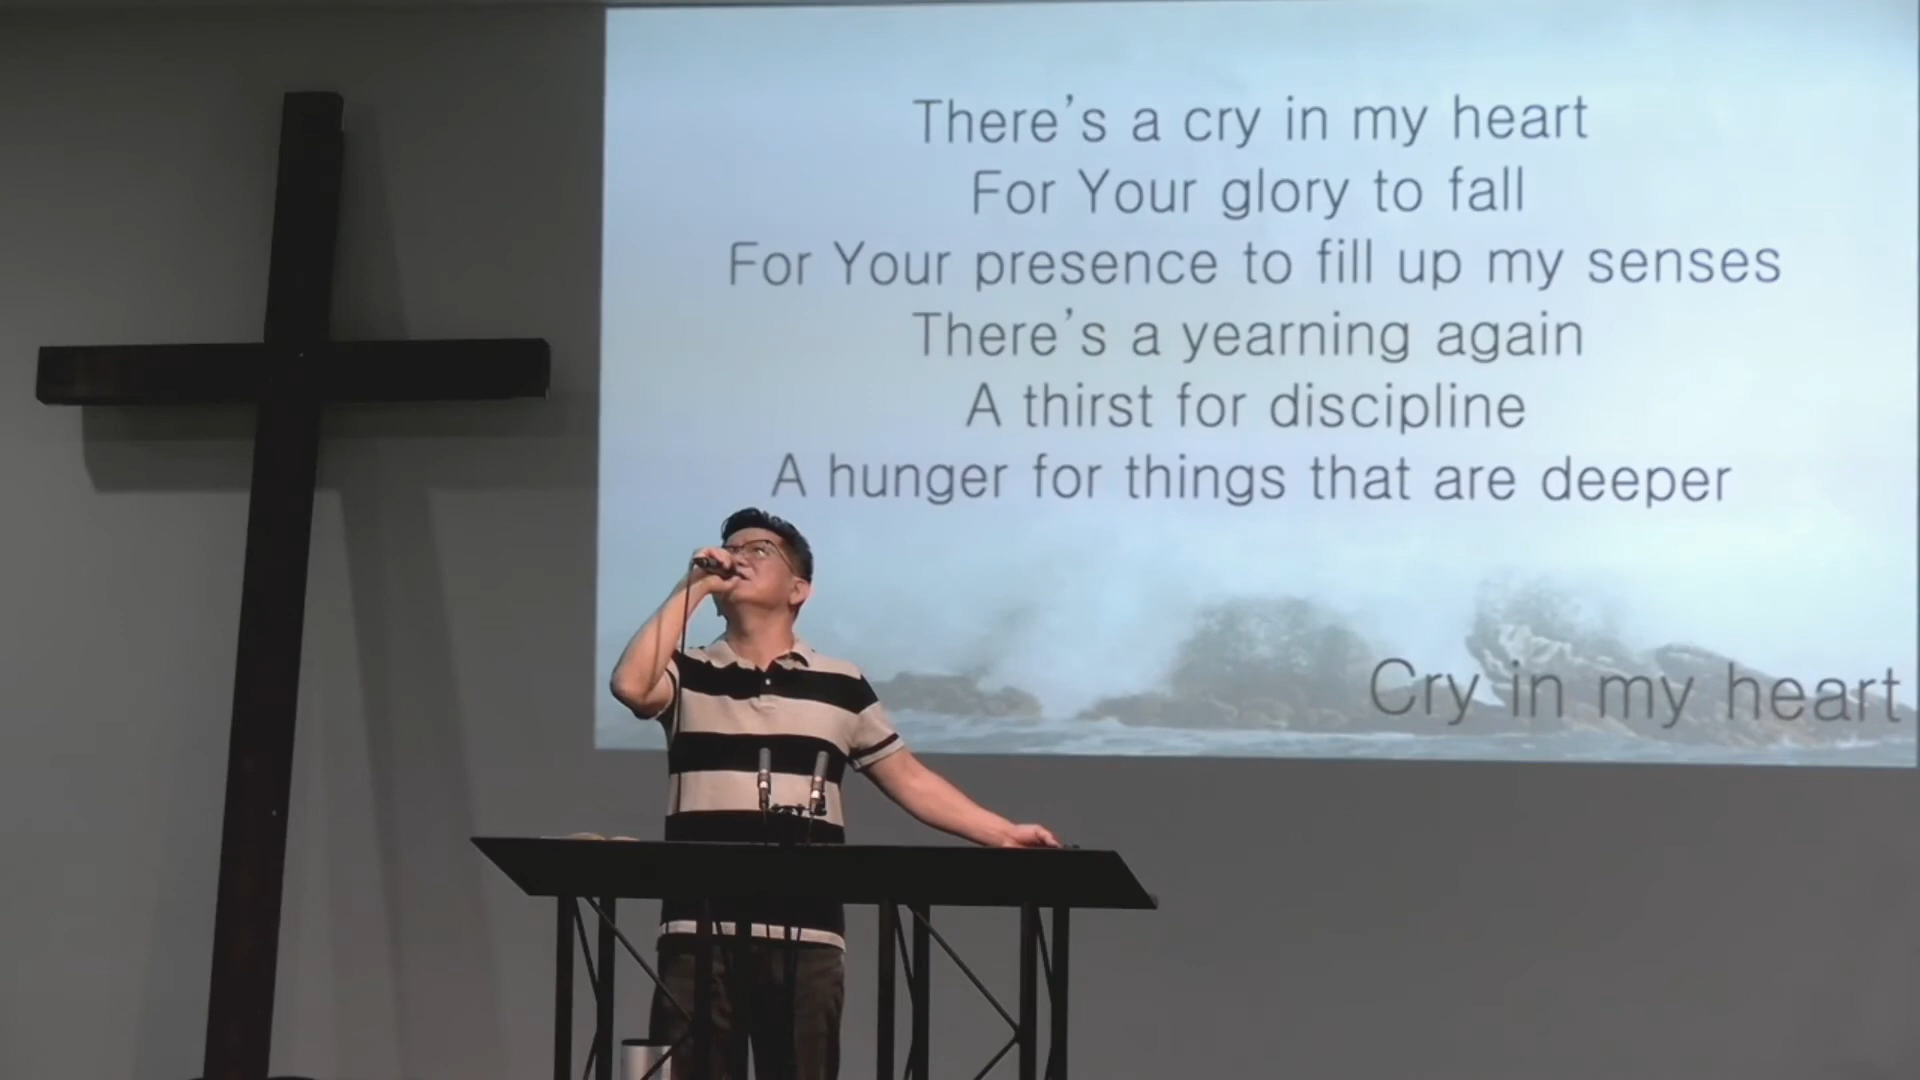 There's a cry in my heart
For Your glory to fall
For Your presence to fill up my senses
There's a yearning again
A thirst for discipline
A hunger for things that are deeper
Cry in my heart